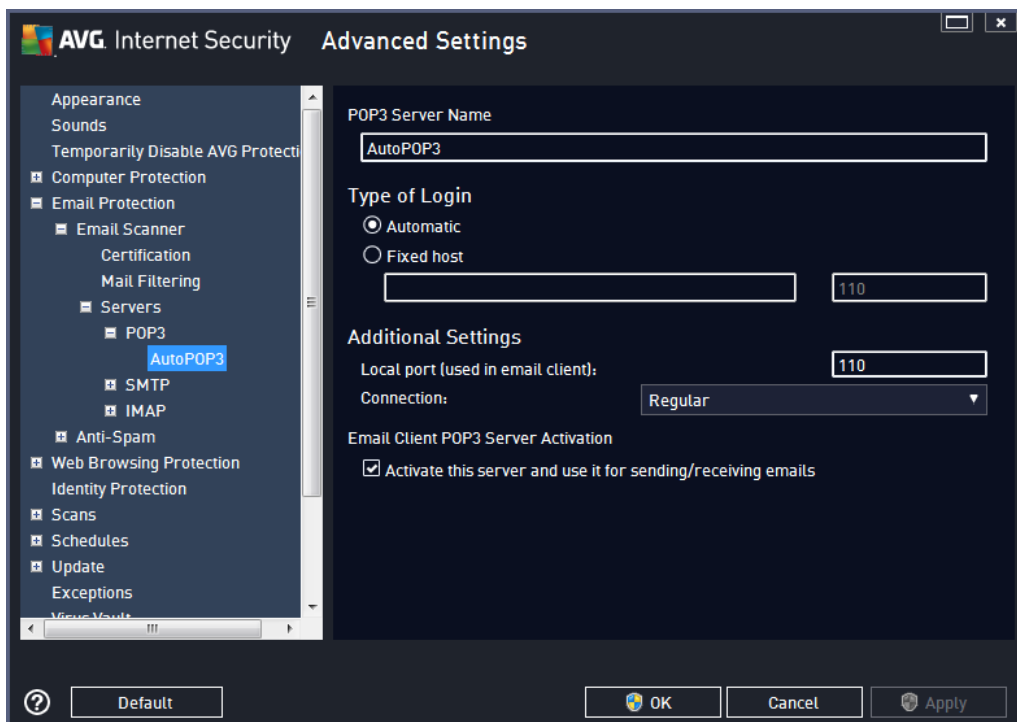 AVG. Internet Security Advanced Settings
Appearance
Sounds
Temporarily Disable AVG Protecti
Computer Protection
Email Protection
Email Scanner
Certification
Mail Filtering
Servers
POP3
AutoPOP3
SMTP
IMAP
Anti-Spam
Web Browsing Protection
Identity Protection
Scans
Schedules
Update
Exceptions
Virus Vault
POP3 Server Name
AutoPOP3
Type of Login
Automatic
Fixed host
110
Additional Settings
Local port (used in email client): 110
Connection: Regular
Email Client POP3 Server Activation
Activate this server and use it for sending/receiving emails
Default OK Cancel Apply